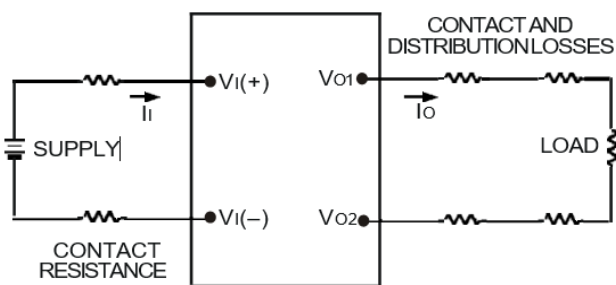 CONTACT AND
DISTRIBUTION LOSSES
VI(+)
VO1
II
IO
SUPPLY
LOAD
VI(–)
VO2
CONTACT
RESISTANCE